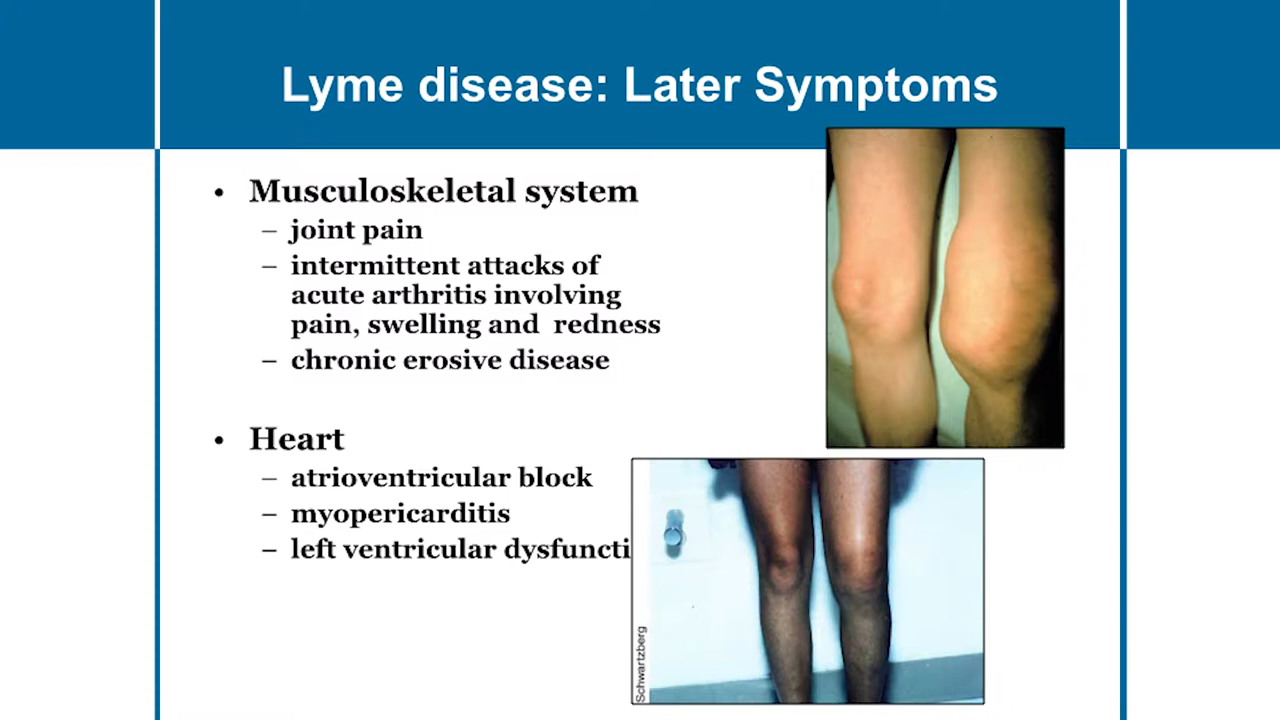 Lyme disease: Later Symptoms
• Musculoskeletal system
– joint pain
– intermittent attacks of
acute arthritis involving
pain, swelling and redness
– chronic erosive disease
• Heart
– atrioventricular block
– myopericarditis
– left ventricular dysfuncti
Schwartzberg